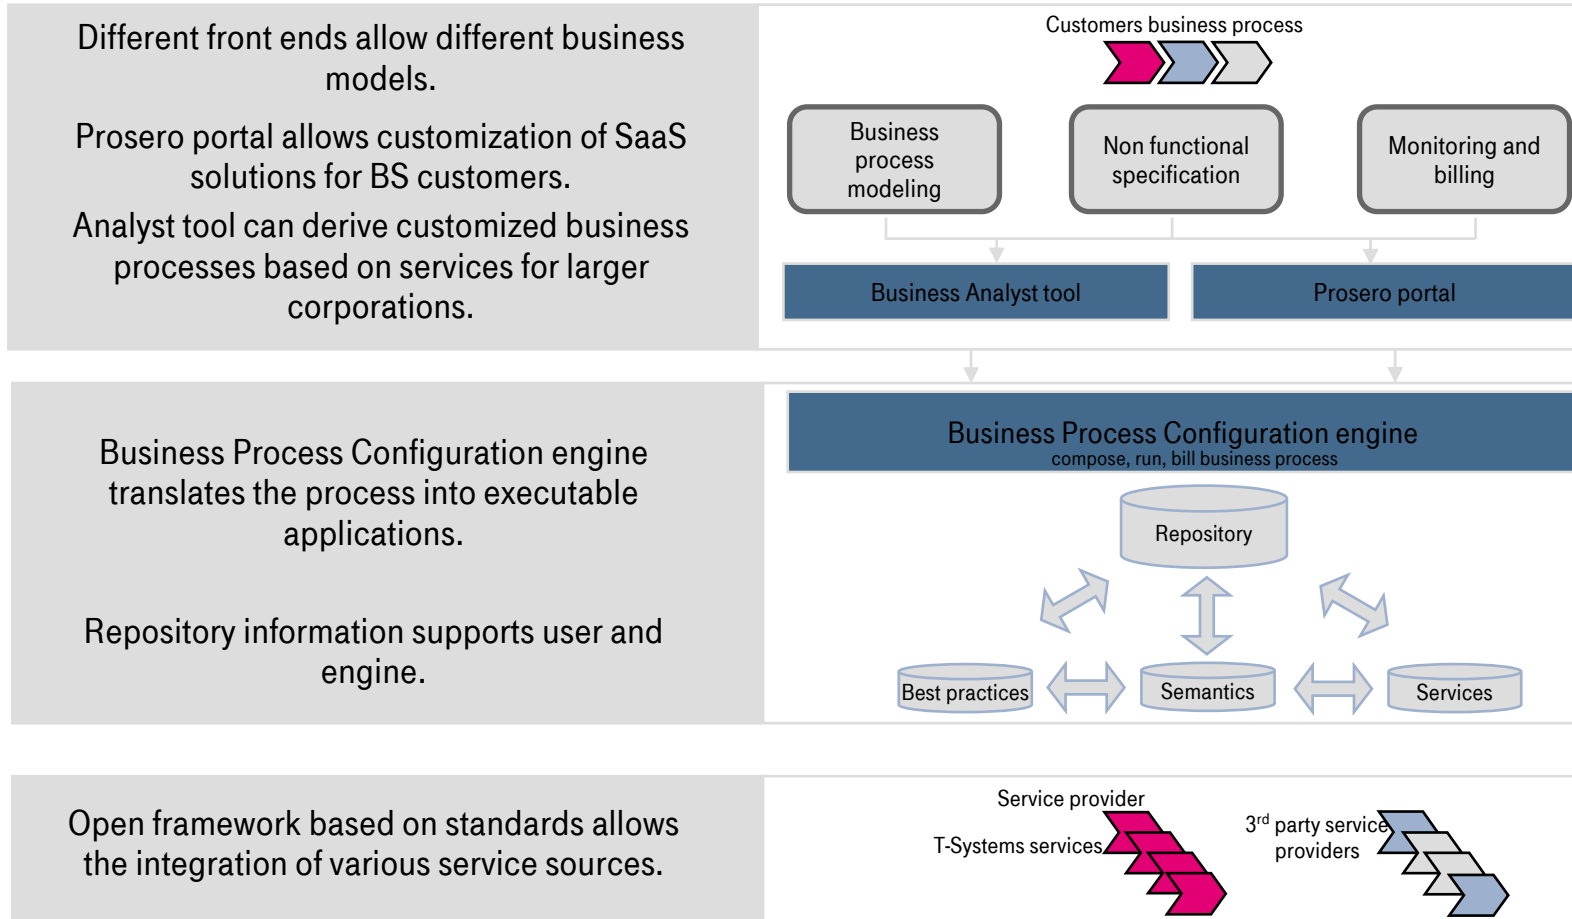 Different front ends allow different business
models.
Prosero portal allows customization of SaaS
solutions for BS customers.
Analyst tool can derive customized business
processes based on services for larger
corporations.
Customers business process
Business
process
modeling
Non functional
specification
Monitoring and
billing
Business Analyst tool
Prosero portal
Business Process Configuration engine
translates the process into executable
applications.
Repository information supports user and
engine.
Business Process Configuration engine
compose, run, bill business process
Repository
Best practices
Semantics
Services
Open framework based on standards allows
the integration of various service sources.
Service provider
T-Systems services
3rd party service
providers